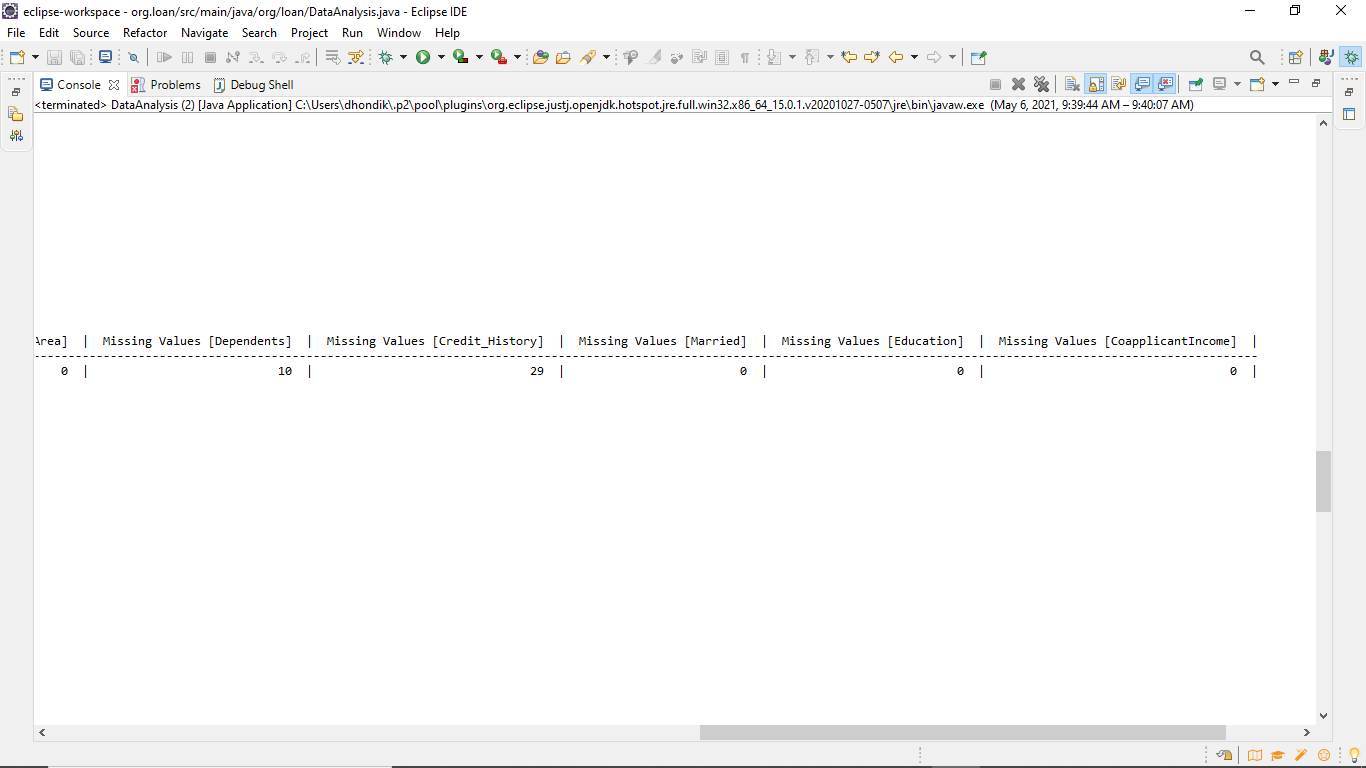 eclipse-workspace - org.loan/src/main/java/org/loan/DataAnalysis.java - Eclipse IDE
File Edit Source Refactor Navigate Search Project Run Window Help
Console Problems Debug Shell
<terminated> DataAnalysis (2) [Java Application] C:\Users\dhondik\.p2\pool\plugins\org.eclipse.justj.openjdk.hotspot.jre.full.win32.x86_64_15.0.1.v20201027-0507\jre\bin\javaw.exe (May 6, 2021, 9:39:44 AM – 9:40:07 AM)
Area] | Missing Values [Dependents] | Missing Values [Credit_History] | Missing Values [Married] | Missing Values [Education] | Missing Values [CoapplicantIncome] |
0 | 10 | 29 | 0 | 0 | 0 |